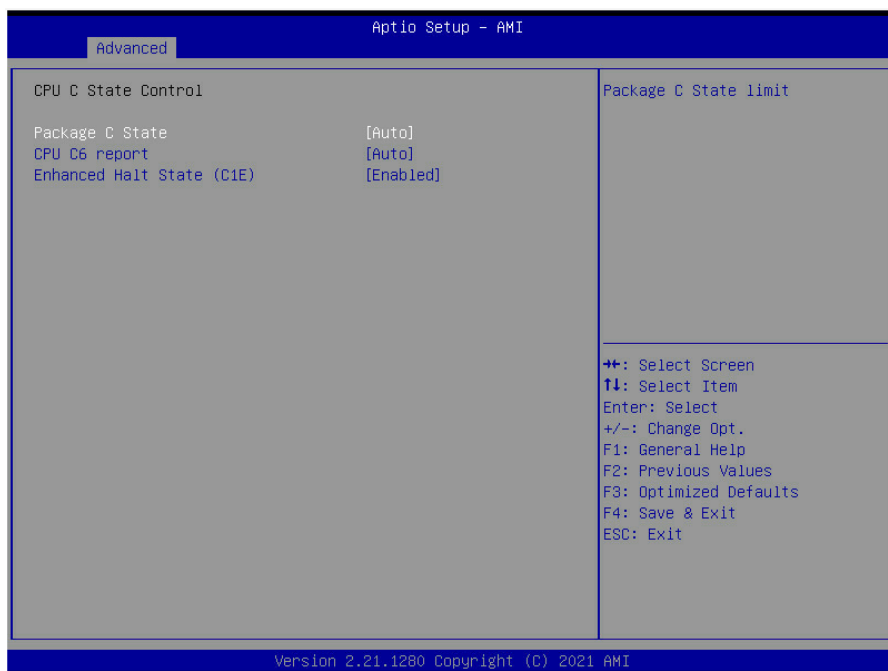 Aptio Setup – AMI
Advanced
CPU C State Control
Package C State [Auto]
CPU C6 report [Auto]
Enhanced Halt State (C1E) [Enabled]
Package C State limit
→←: Select Screen
↑↓: Select Item
Enter: Select
+/-: Change Opt.
F1: General Help
F2: Previous Values
F3: Optimized Defaults
F4: Save & Exit
ESC: Exit
Version 2.21.1280 Copyright (C) 2021 AMI